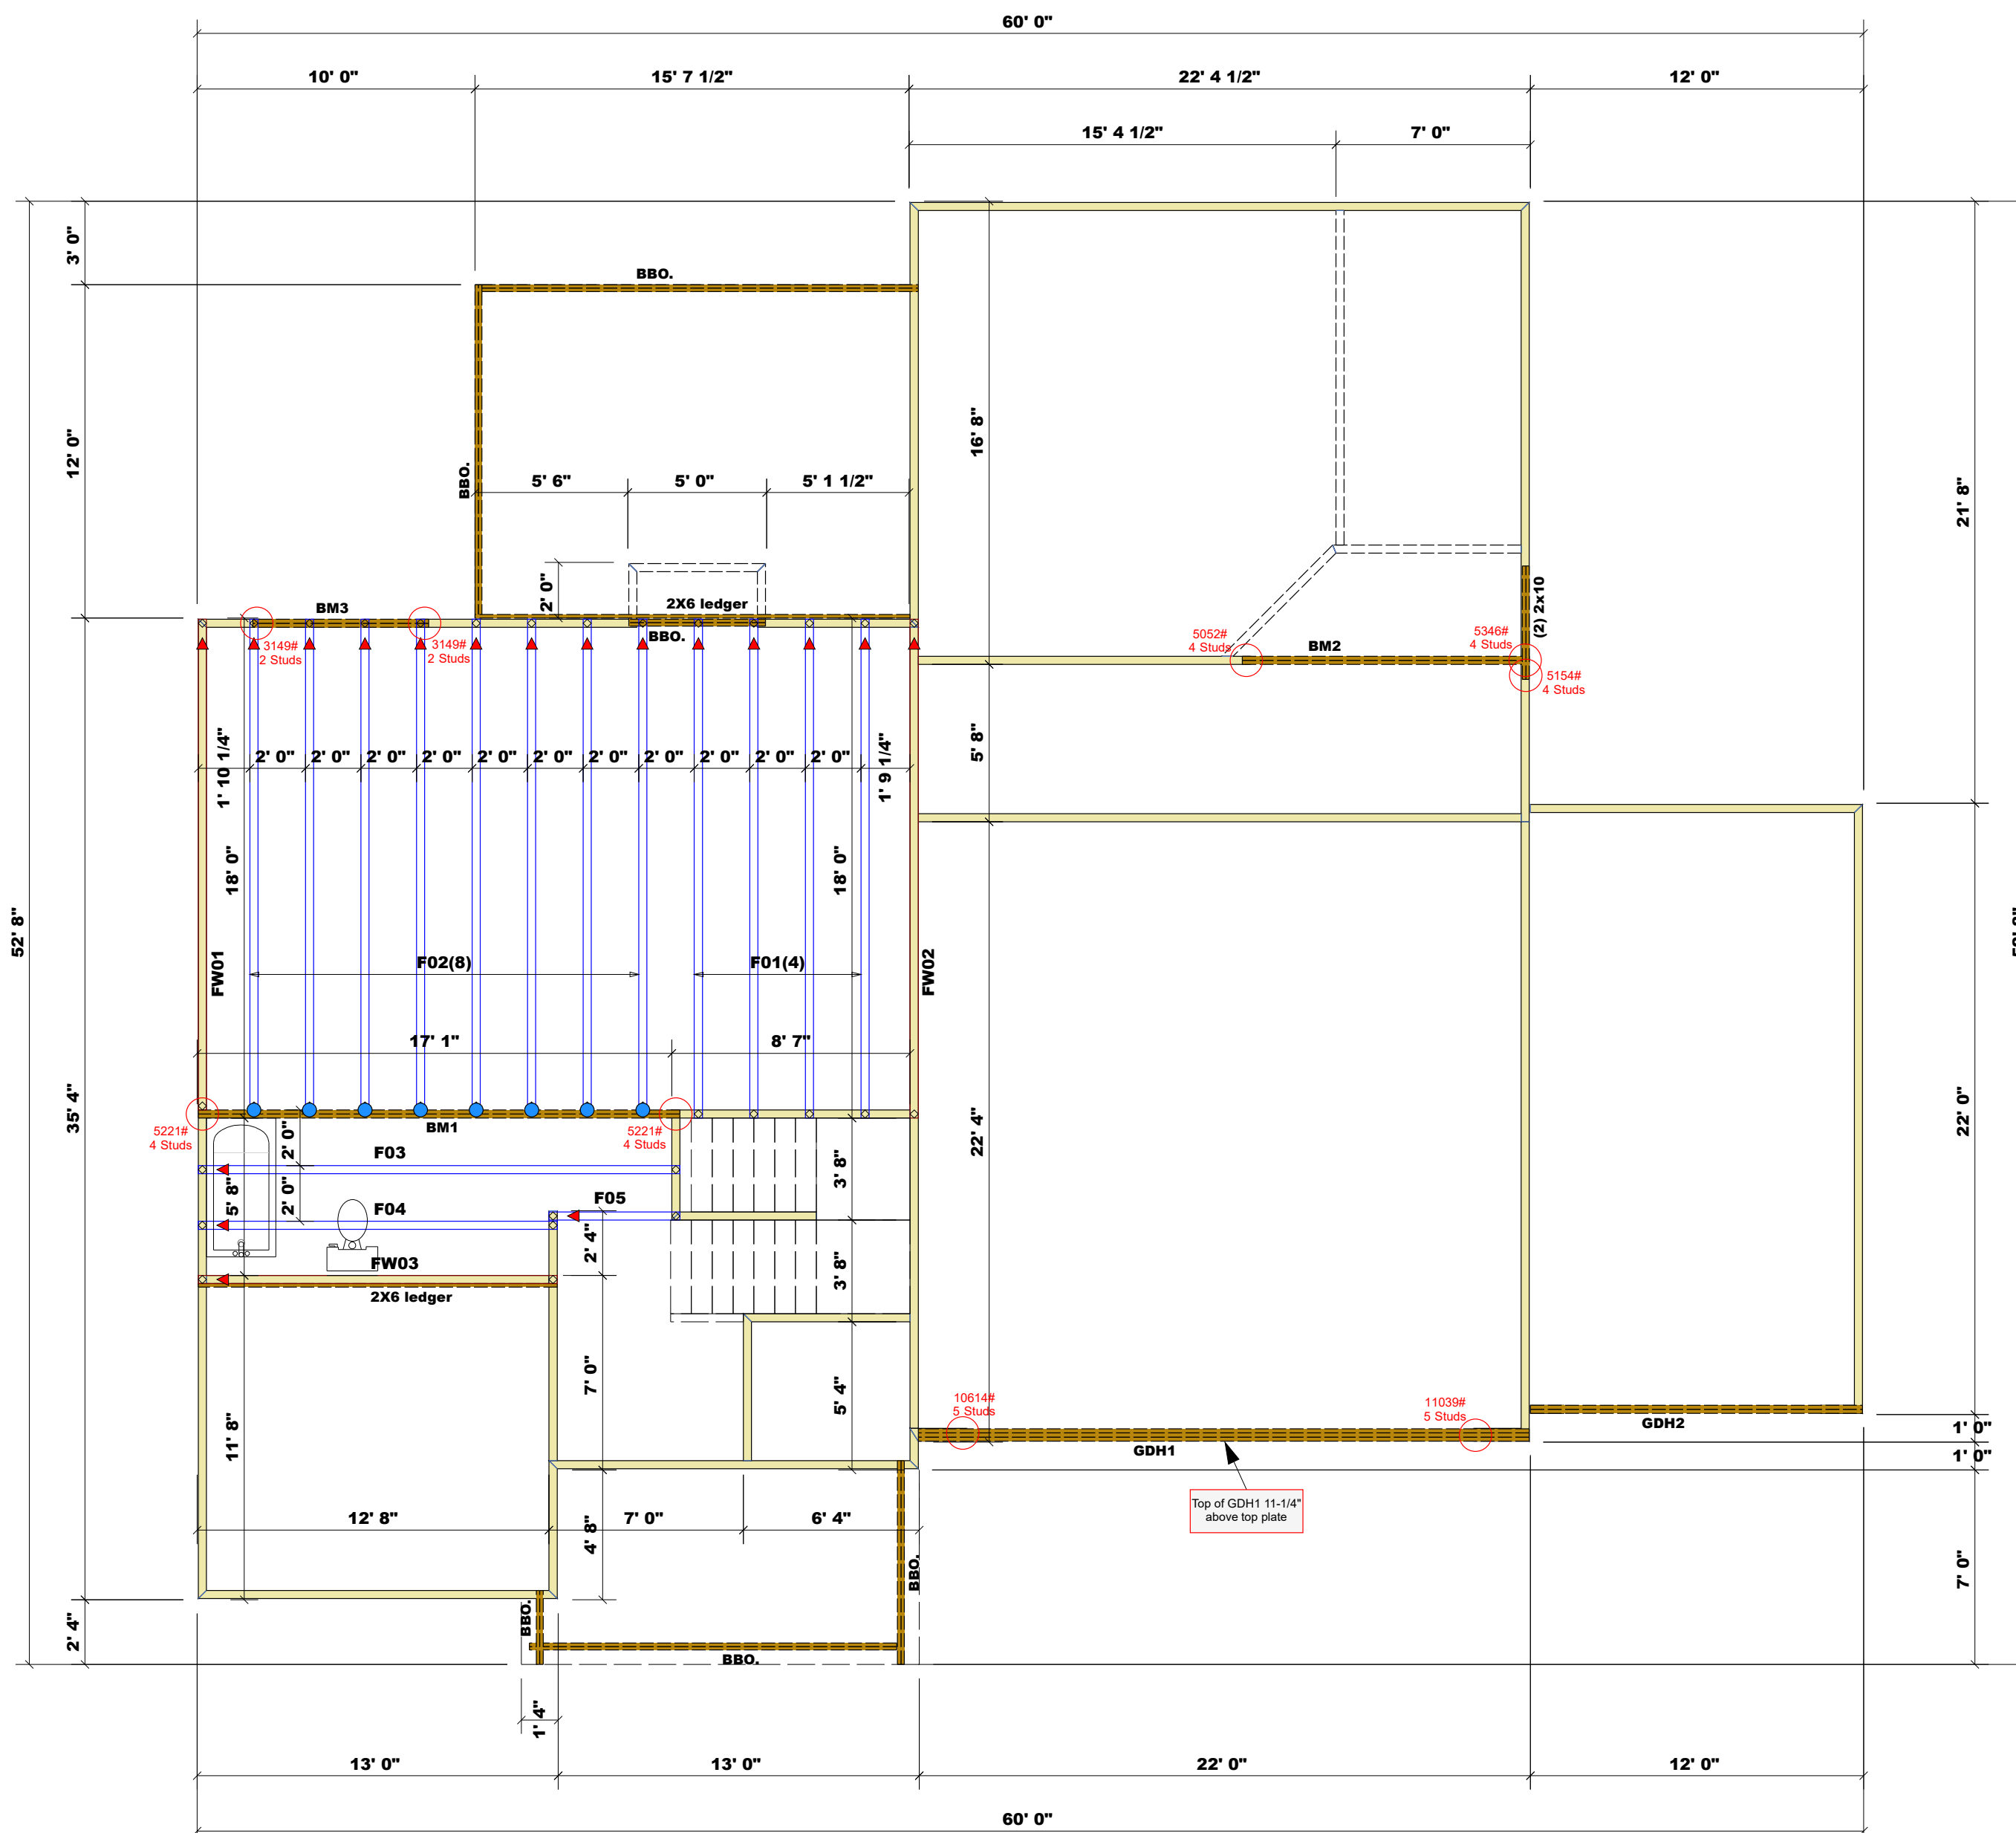 60' 0"
10' 0"
15' 7 1/2"
22' 4 1/2"
12' 0"
15' 4 1/2"
7' 0"
3' 0"
BBO.
12' 0"
BBO.
16' 8"
21' 8"
5' 6"
5' 0"
5' 1 1/2"
2' 0"
2X6 ledger
BBO.
BM3
3149#
2 Studs
3149#
2 Studs
5052#
4 Studs
BM2
5346#
4 Studs
(2) 2x10
5154#
4 Studs
5' 8"
1' 10 1/4"
2' 0"
2' 0"
2' 0"
2' 0"
2' 0"
2' 0"
2' 0"
2' 0"
2' 0"
2' 0"
2' 0"
1' 9 1/4"
18' 0"
18' 0"
52' 8"
FW01
F02(8)
F01(4)
FW02
17' 1"
8' 7"
35' 4"
22' 4"
22' 0"
5221#
4 Studs
BM1
5221#
4 Studs
2' 0"
F03
3' 8"
5' 8"
2' 0"
F04
F05
2' 4"
FW03
2X6 ledger
3' 8"
7' 0"
5' 4"
11' 8"
10614#
5 Studs
11039#
5 Studs
GDH1
GDH2
1' 0"
1' 0"
Top of GDH1 11-1/4"
above top plate
12' 8"
7' 0"
6' 4"
4' 8"
BBO.
7' 0"
BBO.
2' 4"
BBO.
1' 4"
13' 0"
13' 0"
22' 0"
12' 0"
60' 0"